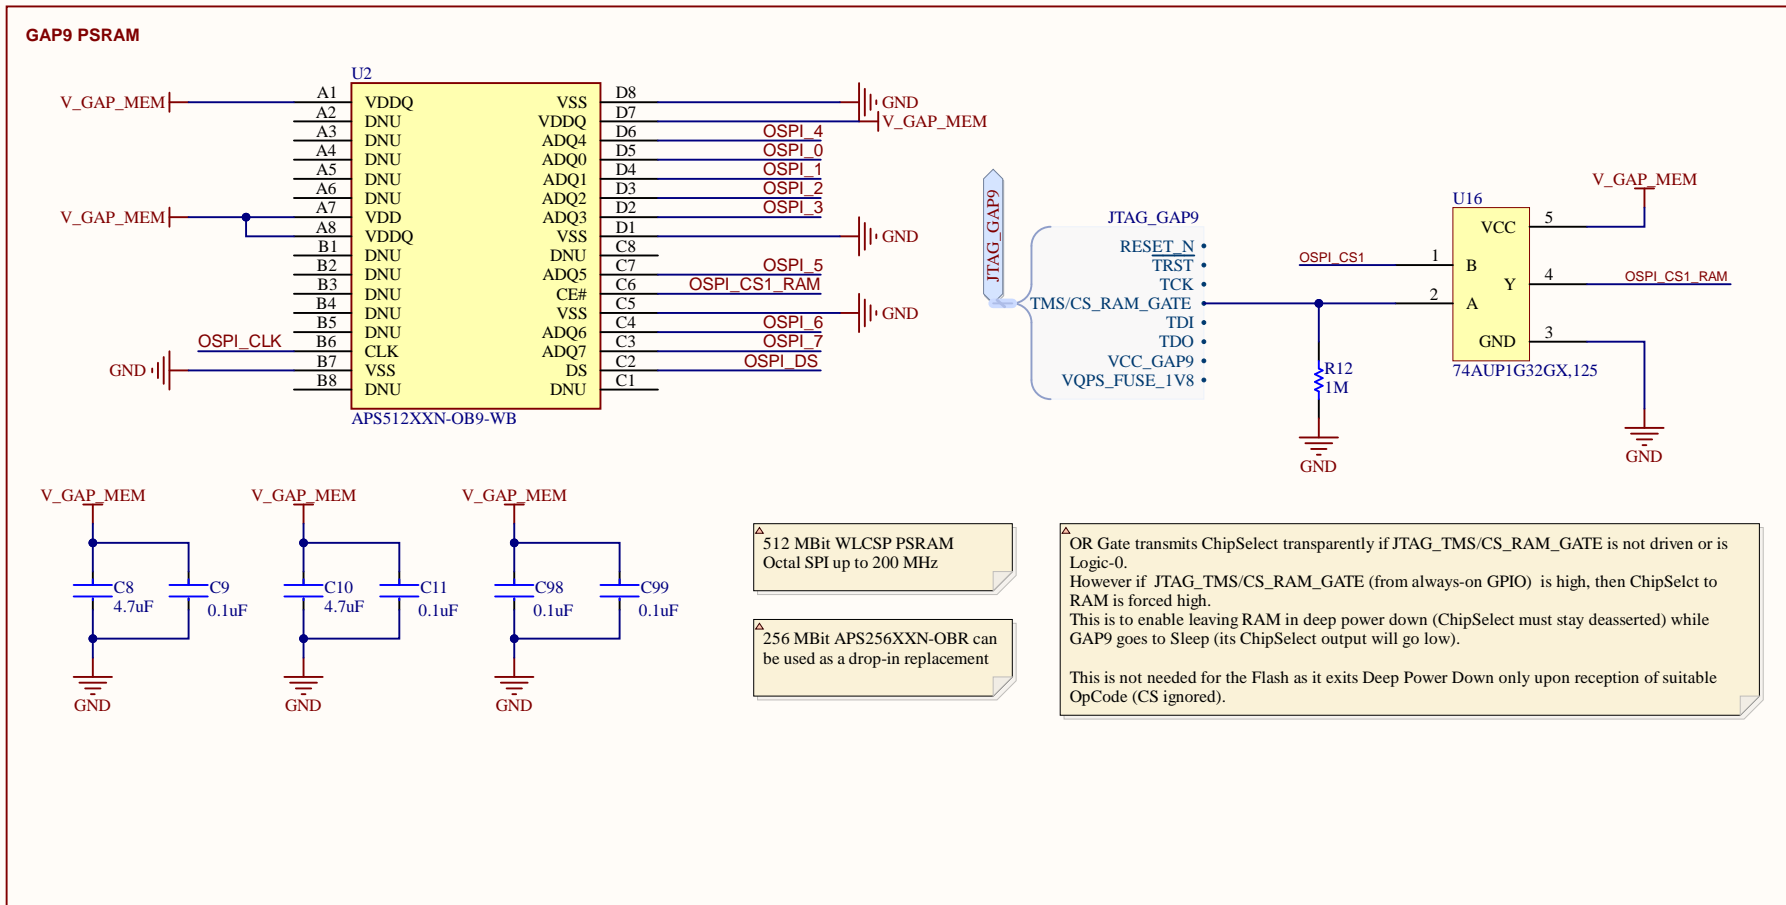 GAP9 PSRAM
U2
V_GAP_MEM A1 VDDQ VSS D8 GND
A2 DNU VDDQ D7 V_GAP_MEM
A3 DNU ADQ4 D6 OSPI_4
A4 DNU ADQ0 D5 OSPI_0
A5 DNU ADQ1 D4 OSPI_1
A6 DNU ADQ2 D3 OSPI_2
V_GAP_MEM A7 VDD ADQ3 D2 OSPI_3
A8 VDDQ VSS D1 GND
B1 DNU DNU C8
B2 DNU ADQ5 C7 OSPI_5
B3 DNU CE# C6 OSPI_CS1_RAM
B4 DNU VSS C5 GND
B5 DNU ADQ6 C4 OSPI_6
OSPI_CLK B6 CLK ADQ7 C3 OSPI_7
GND B7 VSS DS C2 OSPI_DS
B8 DNU DNU C1
APS512XXN-OB9-WB
JTAG_GAP9
JTAG_GAP9
RESET_N
TRST
TCK
TMS/CS_RAM_GATE
TDI
TDO
VCC_GAP9
VQPS_FUSE_1V8
R12
1M
GND
V_GAP_MEM
U16
VCC 5
OSPI_CS1 1 B
Y 4 OSPI_CS1_RAM
2 A
GND 3
74AUP1G32GX,125
GND
V_GAP_MEM
C8
4.7uF
C9
0.1uF
GND
V_GAP_MEM
C10
4.7uF
C11
0.1uF
GND
V_GAP_MEM
C98
0.1uF
C99
0.1uF
GND
512 MBit WLCSP PSRAM
Octal SPI up to 200 MHz
256 MBit APS256XXN-OBR can
be used as a drop-in replacement
OR Gate transmits ChipSelect transparently if JTAG_TMS/CS_RAM_GATE is not driven or is
Logic-0.
However if JTAG_TMS/CS_RAM_GATE (from always-on GPIO) is high, then ChipSelct to
RAM is forced high.
This is to enable leaving RAM in deep power down (ChipSelect must stay deasserted) while
GAP9 goes to Sleep (its ChipSelect output will go low).
This is not needed for the Flash as it exits Deep Power Down only upon reception of suitable
OpCode (CS ignored).